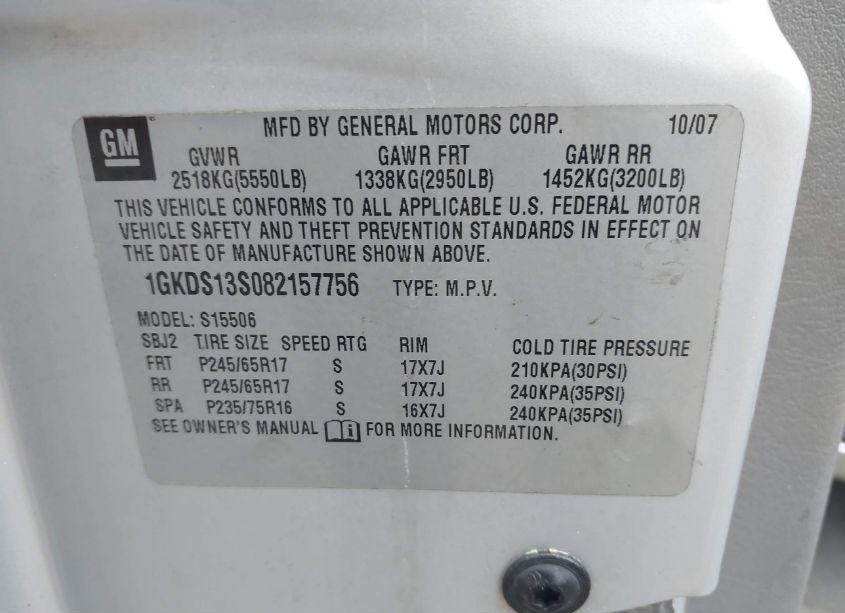 GM MFD BY GENERAL MOTORS CORP. 10/07
GVWR GAWR FRT GAWR RR
2518KG(5550LB) 1338KG(2950LB) 1452KG(3200LB)
THIS VEHICLE CONFORMS TO ALL APPLICABLE U.S. FEDERAL MOTOR
VEHICLE SAFETY AND THEFT PREVENTION STANDARDS IN EFFECT ON
THE DATE OF MANUFACTURE SHOWN ABOVE.
1GKDS13S082157756 TYPE: M.P.V.
MODEL: S15506
SBJ2 TIRE SIZE SPEED RTG RIM COLD TIRE PRESSURE
FRT P245/65R17 S 17X7J 210KPA(30PSI)
RR P245/65R17 S 17X7J 240KPA(35PSI)
SPA P235/75R16 S 16X7J 240KPA(35PSI)
SEE OWNER'S MANUAL i FOR MORE INFORMATION.